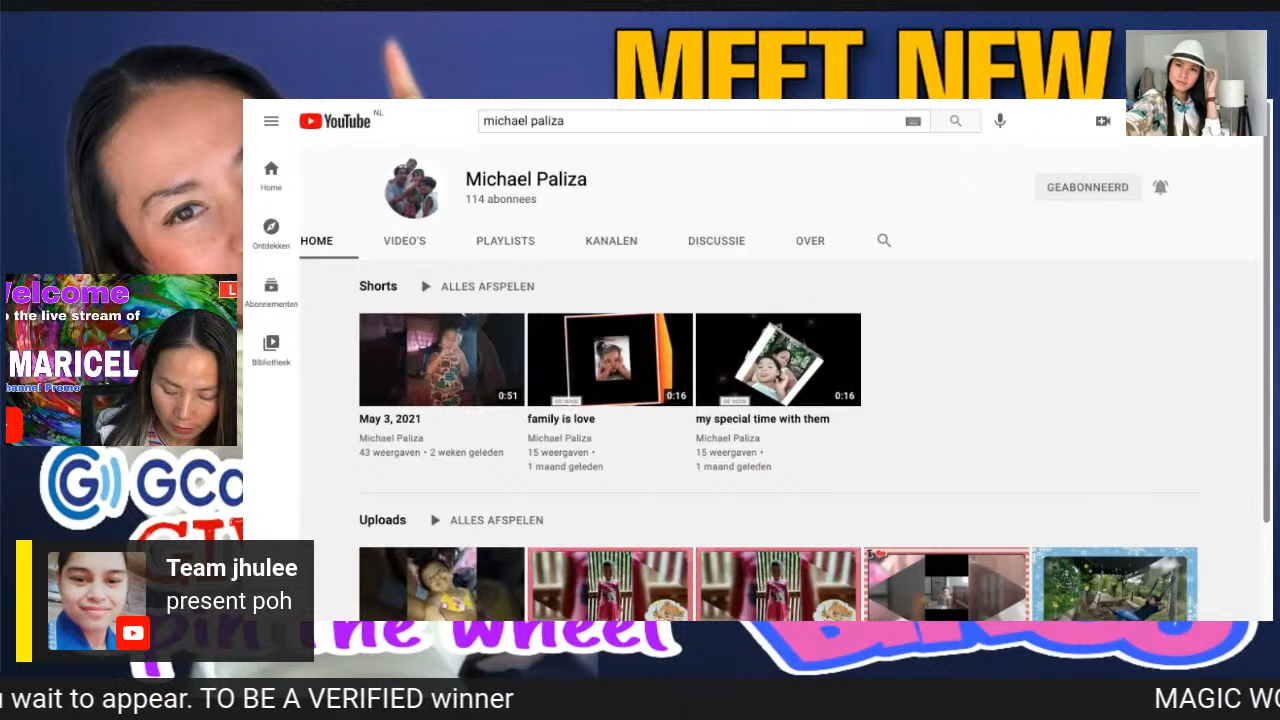 MEET NEW
YouTube NL
michael paliza
Home
Ontdekken
Abonnementen
Bibliotheek
Michael Paliza
114 abonnees
GEABONNEERD
HOME
VIDEO'S
PLAYLISTS
KANALEN
DISCUSSIE
OVER
Shorts
ALLES AFSPELEN
0:51
0:16
0:16
May 3, 2021
Michael Paliza
43 weergaven • 2 weken geleden
family is love
Michael Paliza
15 weergaven •
1 maand geleden
my special time with them
Michael Paliza
15 weergaven •
1 maand geleden
Uploads
ALLES AFSPELEN
Welcome
the live stream of
MARICEL
L
Team jhulee
present poh
the wheel
wait to appear. TO BE A VERIFIED winner
MAGIC